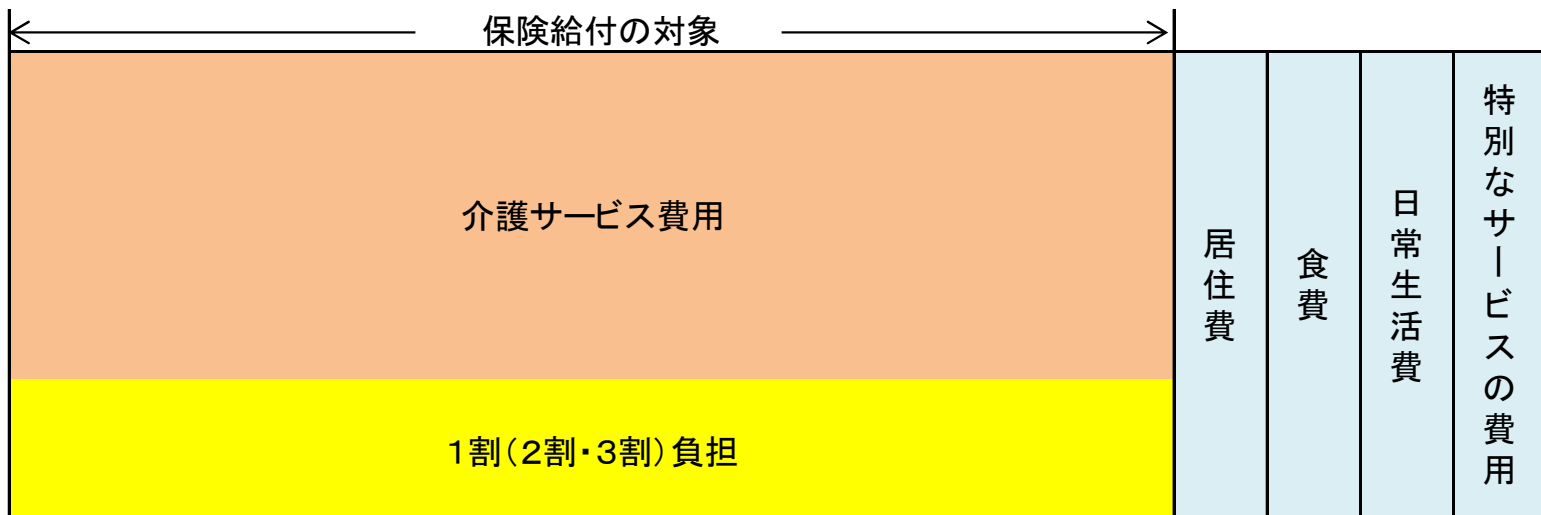 保険給付の対象
介護サービス費用
1割(2割・3割)負担
居住費
食費
日常生活費
特別なサービスの費用